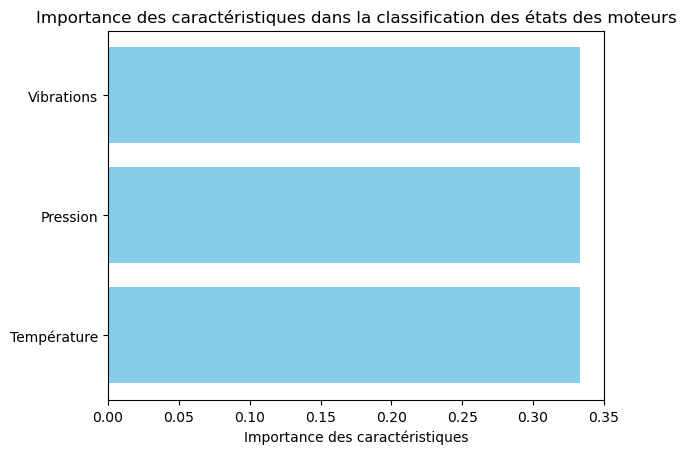 Importance des caractéristiques dans la classification des états des moteurs
Vibrations
Pression
Température
0.00 0.05 0.10 0.15 0.20 0.25 0.30 0.35
Importance des caractéristiques